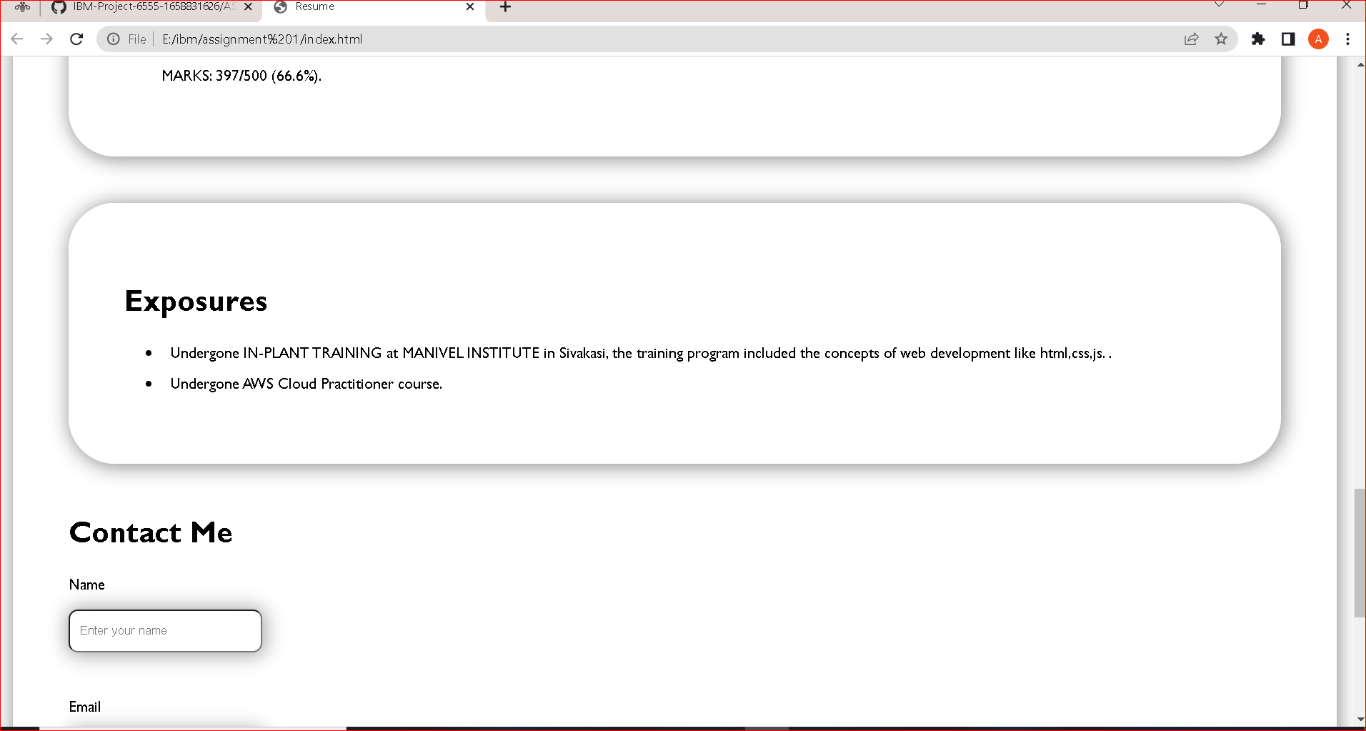 IBM-Project-6555-1658831626/AS
Resume
File
E:/ibm/assignment%201/index.html
A
MARKS: 397/500 (66.6%).
Exposures
Undergone IN-PLANT TRAINING at MANIVEL INSTITUTE in Sivakasi, the training program included the concepts of web development like html,css,js. .
Undergone AWS Cloud Practitioner course.
Contact Me
Name
Enter your name
Email